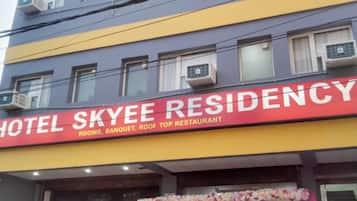 HOTEL SKYEE RESIDENCY
ROOMS, BANQUET, ROOF TOP RESTAURANT